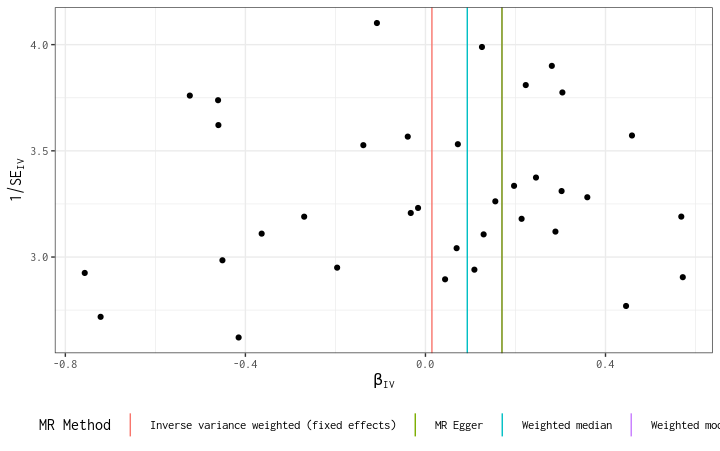 4.0
3.5
3.0
1/SE_IV
-0.8
-0.4
0.0
0.4
β_IV
MR Method
Inverse variance weighted (fixed effects)
MR Egger
Weighted median
Weighted